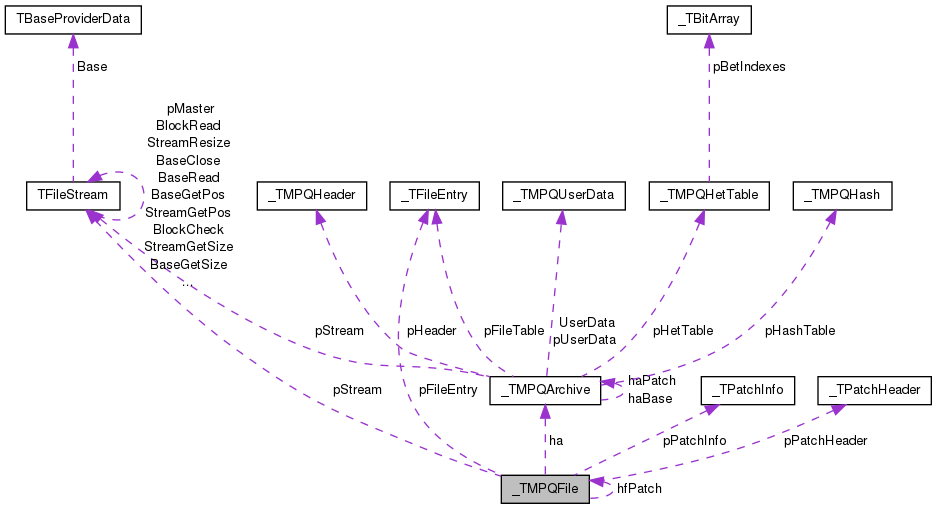 TBaseProviderData
_TBitArray
Base
pBetIndexes
pMaster
BlockRead
StreamResize
BaseClose
BaseRead
BaseGetPos
StreamGetPos
BlockCheck
StreamGetSize
BaseGetSize
...
TFileStream
_TMPQHeader
_TFileEntry
_TMPQUserData
_TMPQHetTable
_TMPQHash
pStream
pHeader
pFileTable
UserData
pUserData
pHetTable
pHashTable
pStream
pFileEntry
_TMPQArchive
haPatch
haBase
_TPatchInfo
_TPatchHeader
ha
pPatchInfo
pPatchHeader
_TMPQFile
hfPatch